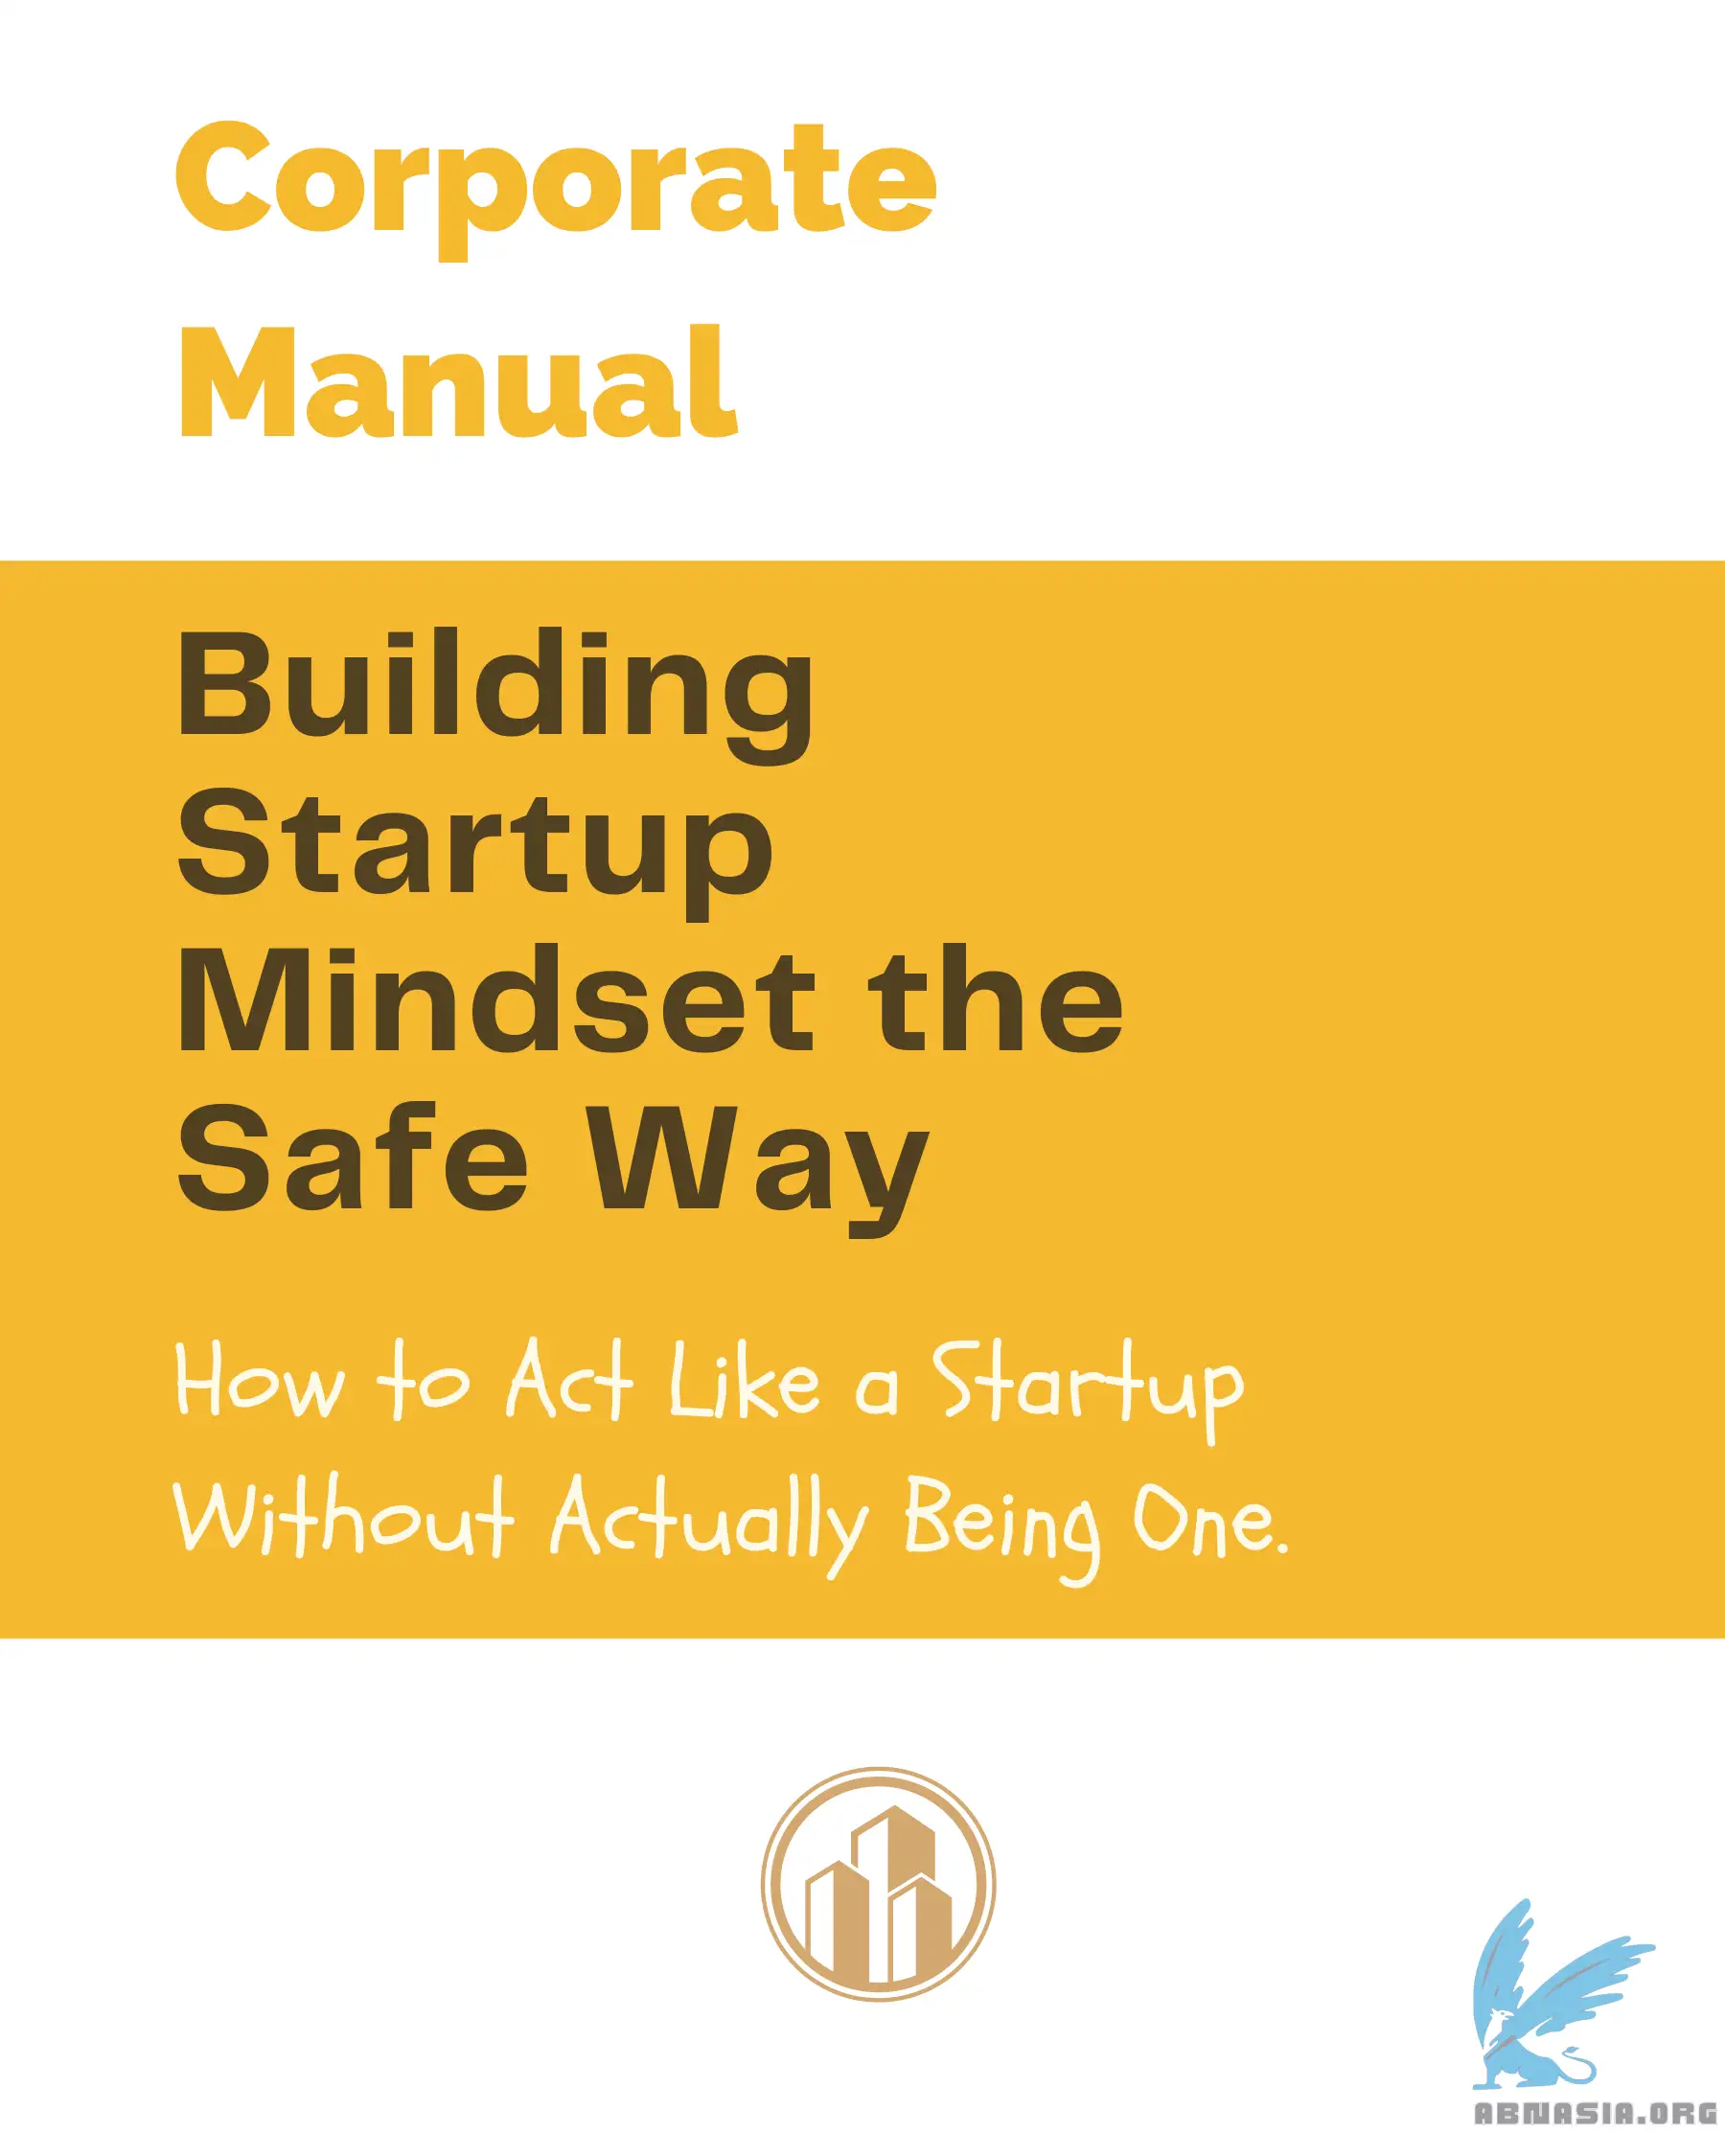 Corporate
Manual
Building
Startup
Mindset the
Safe Way
How to Act Like a Startup
Without Actually Being One.
ABNASIA.ORG